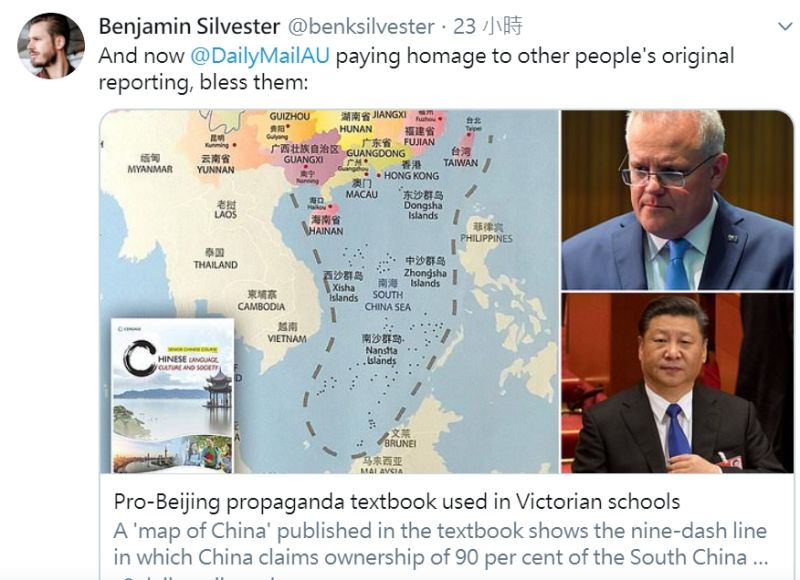 Benjamin Silvester @benksilvester · 23 小時
And now @DailyMailAU paying homage to other people's original
reporting, bless them:
缅甸
MYANMAR
昆明
Kunming
云南省
YUNNAN
贵阳
Guiyang
GUIZHOU
湖南省
HUNAN
JIANGXI
福州
Fuzhou
福建省
FUJIAN
台北
Taipei
台湾
TAIWAN
广西壮族自治区
GUANGXI
南宁
Nanning
广东省
GUANGDONG
广州
Guangzhou
香港
HONG KONG
澳门
MACAU
海口
Haikou
海南省
HAINAN
东沙群岛
Dongsha
Islands
老挝
LAOS
泰国
THAILAND
柬埔寨
CAMBODIA
越南
VIETNAM
菲律宾
PHILIPPINES
西沙群岛
Xisha
Islands
中沙群岛
Zhongsha
Islands
南海
SOUTH
CHINA SEA
南沙群岛
Nansha
Islands
文莱
BRUNEI
马来西亚
MALAYSIA
CENGAGE
SENIOR CHINESE COURSE
CHINESE LANGUAGE,
CULTURE AND SOCIETY
Pro-Beijing propaganda textbook used in Victorian schools
A 'map of China' published in the textbook shows the nine-dash line
in which China claims ownership of 90 per cent of the South China ...